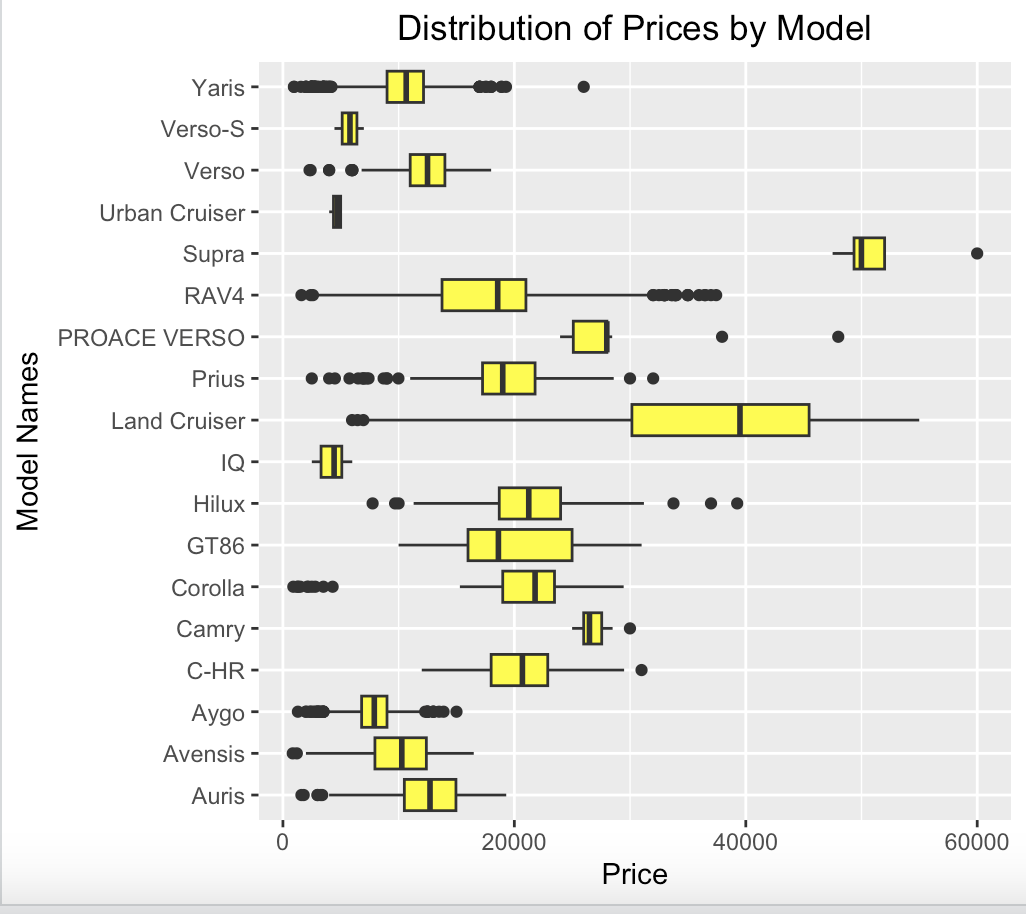 Distribution of Prices by Model
Yaris
Verso-S
Verso
Urban Cruiser
Supra
RAV4
PROACE VERSO
Prius
Land Cruiser
IQ
Hilux
GT86
Corolla
Camry
C-HR
Aygo
Avensis
Auris
Model Names
0 20000 40000 60000
Price